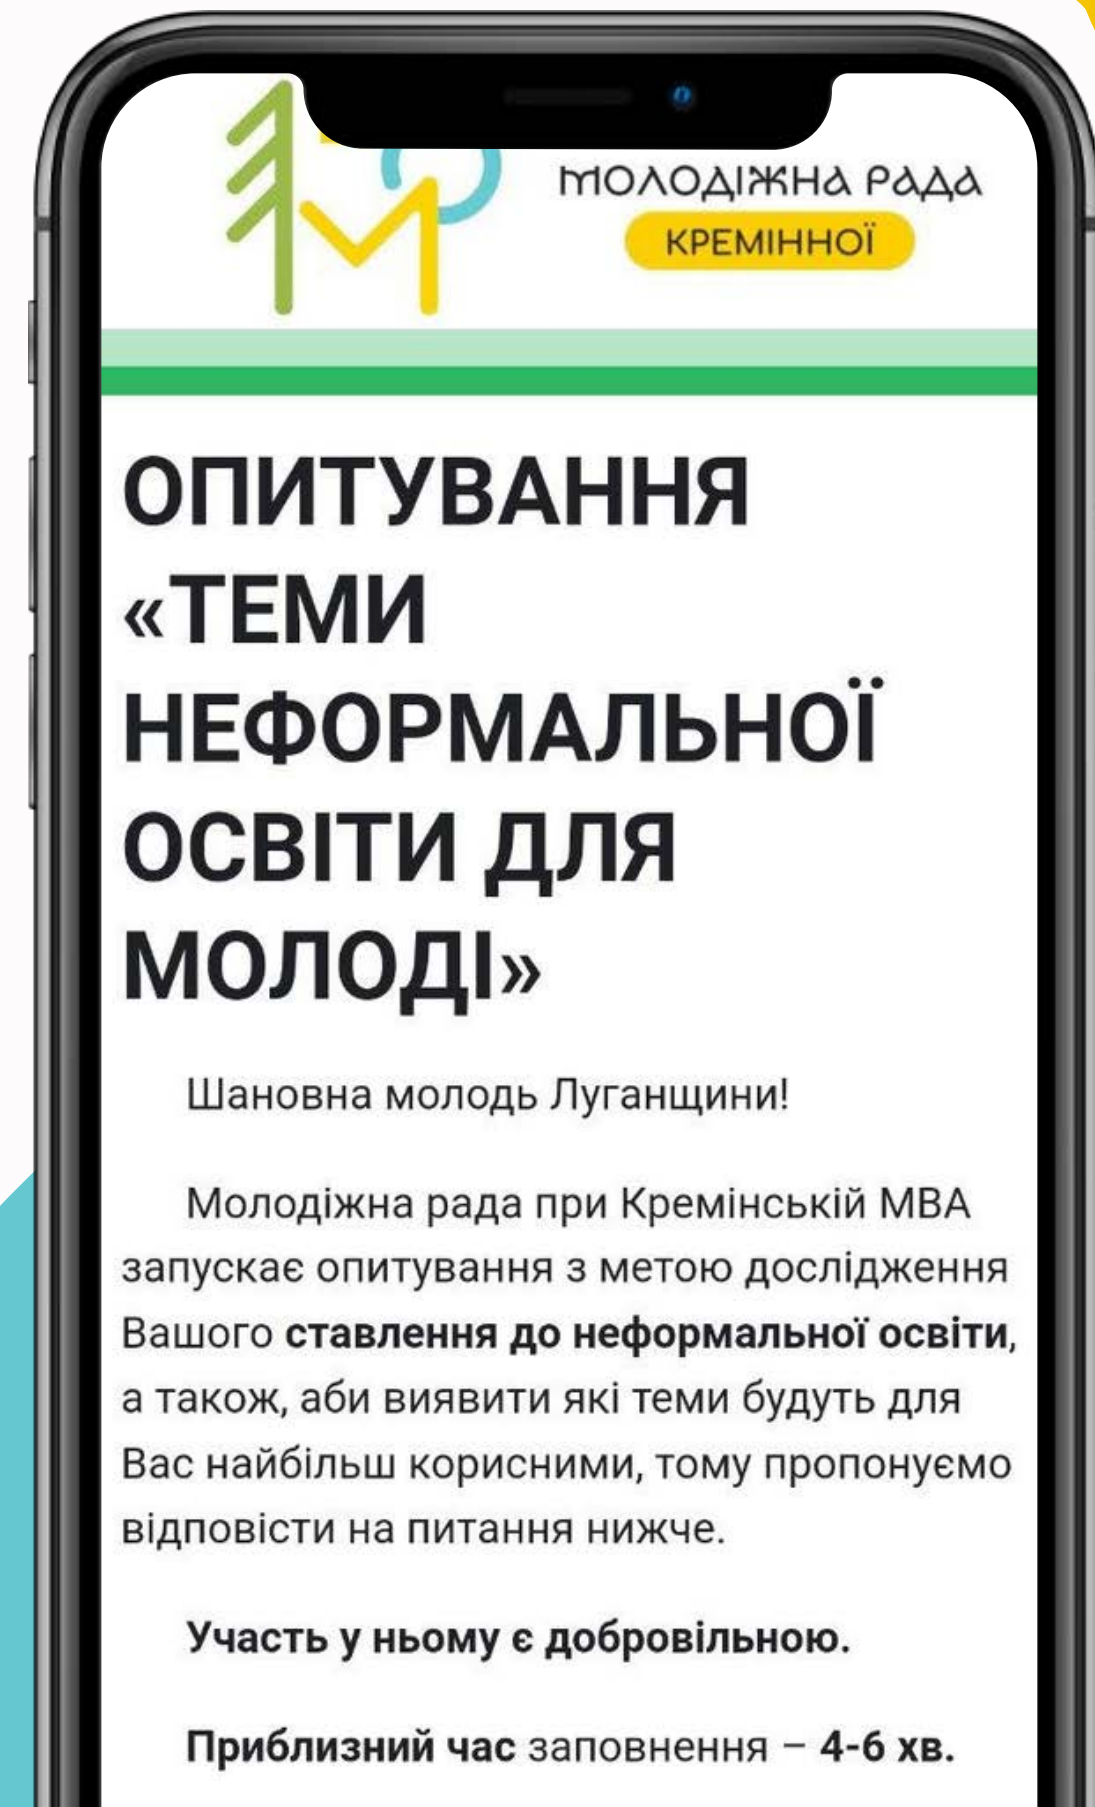 МОЛОДІЖНА РАДА
КРЕМІННОЇ
ОПИТУВАННЯ
«ТЕМИ
НЕФОРМАЛЬНОЇ
ОСВІТИ ДЛЯ
МОЛОДІ»
Шановна молодь Луганщини!
Молодіжна рада при Кремінській МВА
запускає опитування з метою дослідження
Вашого ставлення до неформальної освіти,
а також, аби виявити які теми будуть для
Вас найбільш корисними, тому пропонуємо
відповісти на питання нижче.
Участь у ньому є добровільною.
Приблизний час заповнення – 4-6 хв.